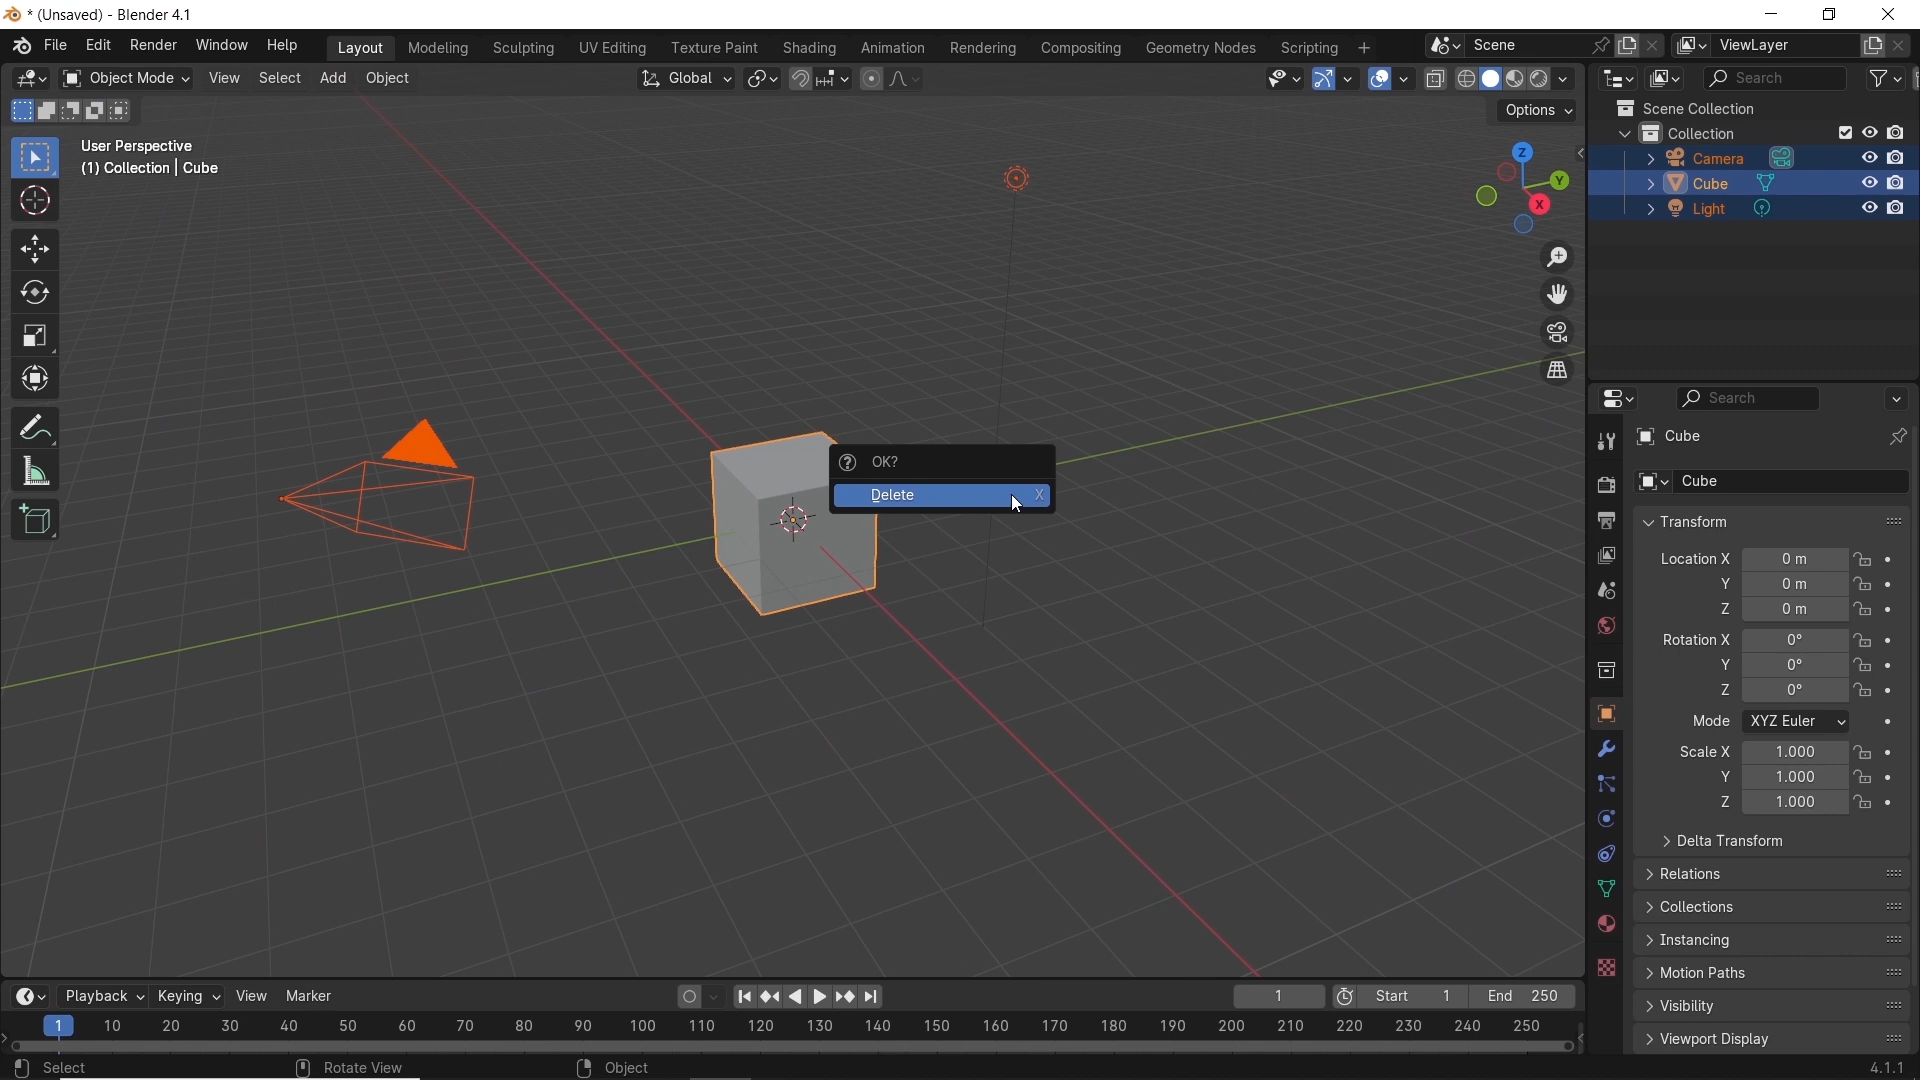 * (Unsaved) - Blender 4.1
File Edit Render Window Help Layout Modeling Sculpting UV Editing Texture Paint Shading Animation Rendering Compositing Geometry Nodes Scripting + Scene ViewLayer
Object Mode View Select Add Object Global Search
Options
User Perspective
(1) Collection | Cube
Z
Y
X
Scene Collection
Collection
Camera
Cube
Light
OK?
Delete X
Search
Cube
Cube
Transform
Location X 0 m
Y 0 m
Z 0 m
Rotation X 0°
Y 0°
Z 0°
Mode XYZ Euler
Scale X 1.000
Y 1.000
Z 1.000
Delta Transform
Relations
Collections
Instancing
Motion Paths
Visibility
Viewport Display
Playback Keying View Marker 1 Start 1 End 250
1 10 20 30 40 50 60 70 80 90 100 110 120 130 140 150 160 170 180 190 200 210 220 230 240 250
Select Rotate View Object 4.1.1